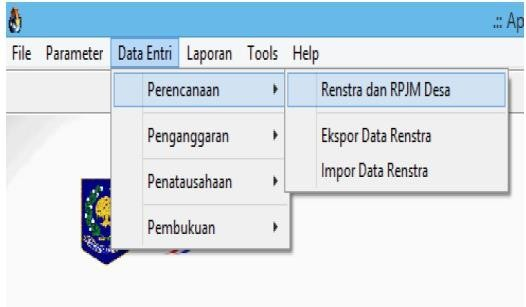 .:: Ap
File Parameter Data Entri Laporan Tools Help
Perencanaan
Renstra dan RPJM Desa
Penganggaran
Ekspor Data Renstra
Penatausahaan
Impor Data Renstra
Pembukuan